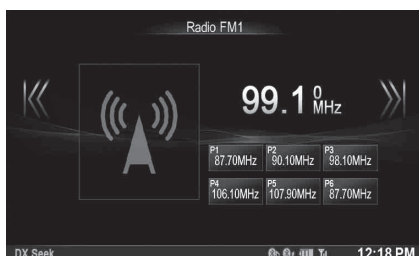 Radio FM1
99.1 0 MHz
P1 P2 P3
87.70MHz 90.10MHz 98.10MHz
P4 P5 P6
106.10MHz 107.90MHz 87.70MHz
DX Seek 12:18 PM